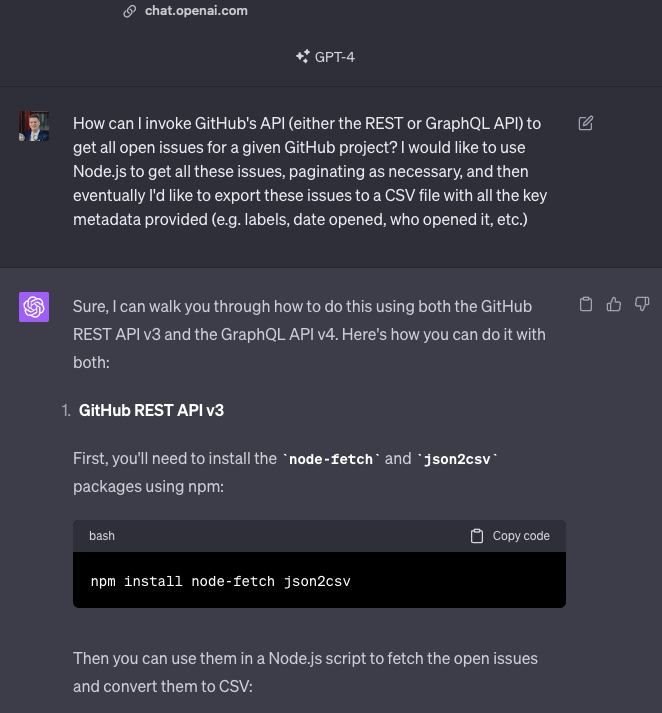 chat.openai.com
GPT-4
How can I invoke GitHub's API (either the REST or GraphQL API) to
get all open issues for a given GitHub project? I would like to use
Node.js to get all these issues, paginating as necessary, and then
eventually I'd like to export these issues to a CSV file with all the key
metadata provided (e.g. labels, date opened, who opened it, etc.)
Sure, I can walk you through how to do this using both the GitHub
REST API v3 and the GraphQL API v4. Here's how you can do it with
both:
1. GitHub REST API v3
First, you'll need to install the `node-fetch` and `json2csv`
packages using npm:
bash Copy code
npm install node-fetch json2csv
Then you can use them in a Node.js script to fetch the open issues
and convert them to CSV: